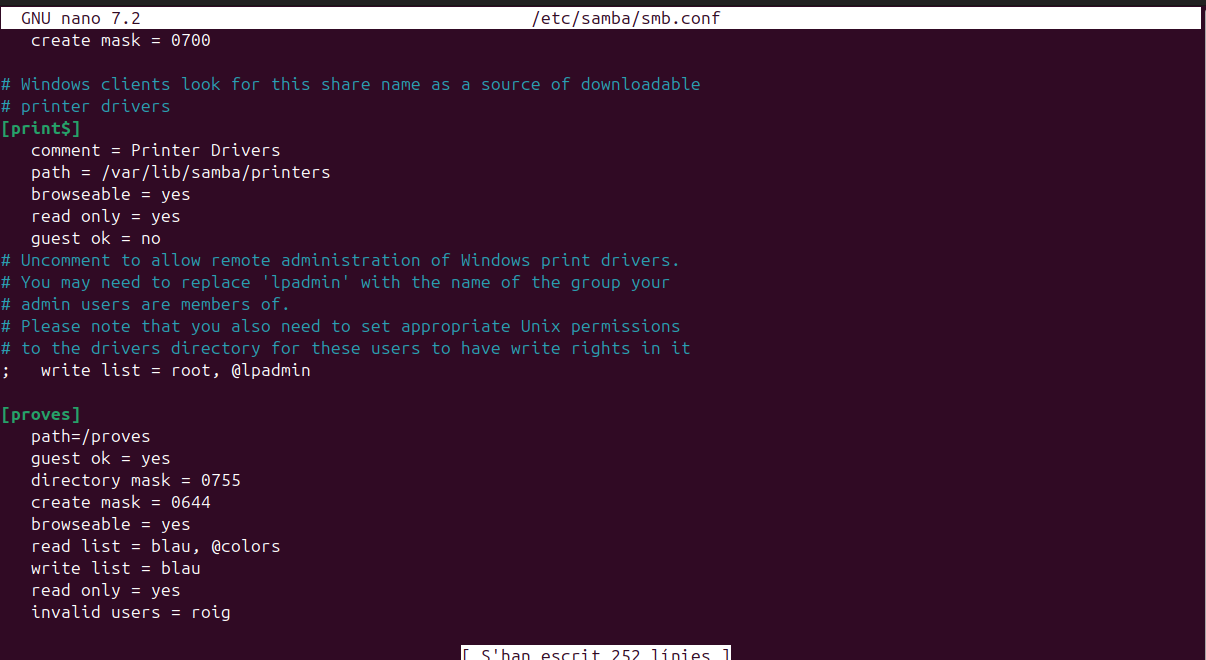 GNU nano 7.2 /etc/samba/smb.conf
create mask = 0700
# Windows clients look for this share name as a source of downloadable
# printer drivers
[print$]
comment = Printer Drivers
path = /var/lib/samba/printers
browseable = yes
read only = yes
guest ok = no
# Uncomment to allow remote administration of Windows print drivers.
# You may need to replace 'lpadmin' with the name of the group your
# admin users are members of.
# Please note that you also need to set appropriate Unix permissions
# to the drivers directory for these users to have write rights in it
; write list = root, @lpadmin
[proves]
path=/proves
guest ok = yes
directory mask = 0755
create mask = 0644
browseable = yes
read list = blau, @colors
write list = blau
read only = yes
invalid users = roig
[ S'han escrit 252 línies ]